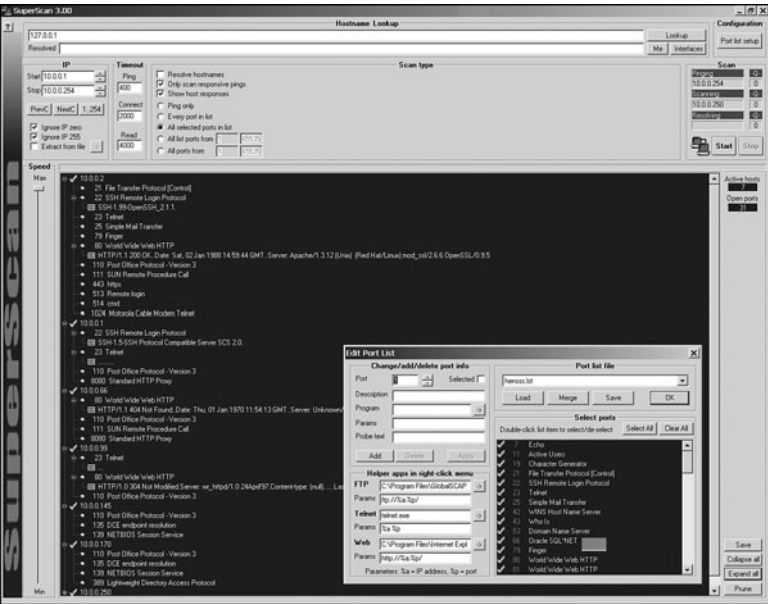 SuperScan 3.00
Hostname Lookup
127.0.0.1
Lookup
Resolved
Me
Interfaces
Configuration
Port list setup
IP
Start 10.0.0.1
Stop 10.0.0.254
PrevC NextC 1..254
Ignore IP zero
Ignore IP 255
Extract from file
Timeout
Ping
400
Connect
2000
Read
4000
Scan type
Resolve hostnames
Only scan responsive pings
Show host responses
Ping only
Every port in list
All selected ports in list
All list ports from
All ports from
Scan
Pinging
10.0.0.254 0
Scanning
10.0.0.250 0
Resolving
0
Start Stop
Speed
Max
Min
SuperScan
10.0.0.2
21 File Transfer Protocol [Control]
22 SSH Remote Login Protocol
SSH-1.99-OpenSSH_2.1.1.
23 Telnet
25 Simple Mail Transfer
79 Finger
80 World Wide Web HTTP
HTTP/1.1 200 OK. Date: Sat, 02 Jan 1988 14:59:44 GMT. Server: Apache/1.3.12 (Unix) (Red Hat/Linux) mod_ssl/2.6.6 OpenSSL/0.9.5
110 Post Office Protocol - Version 3
111 SUN Remote Procedure Call
443 https
513 Remote login
514 cmd
1024 Motorola Cable Modem Telnet
10.0.0.1
22 SSH Remote Login Protocol
SSH-1.5-SSH Protocol Compatible Server SCS 2.0.
23 Telnet
110 Post Office Protocol - Version 3
8080 Standard HTTP Proxy
10.0.0.66
80 World Wide Web HTTP
HTTP/1.1 404 Not Found. Date: Thu, 01 Jan 1970 11:54:13 GMT. Server: Unknown/
110 Post Office Protocol - Version 3
111 SUN Remote Procedure Call
8080 Standard HTTP Proxy
10.0.0.99
23 Telnet
80 World Wide Web HTTP
HTTP/1.0 304 Not Modified.Server: Content-type: (null)
110 Post Office Protocol - Version 3
10.0.0.145
110 Post Office Protocol - Version 3
135 DCE endpoint resolution
139 NETBIOS Session Service
10.0.0.170
110 Post Office Protocol - Version 3
135 DCE endpoint resolution
139 NETBIOS Session Service
389 Lightweight Directory Access Protocol
10.0.0.250
Active hosts
7
Open ports
31
Save
Collapse all
Expand all
Prune
Edit Port List
Change/add/delete port info
Port
Selected
Description
Program
Params
Probe text
Add Delete Apply
Helper apps in right-click menu
FTP C:\Program Files\GlobalSCAP
Params ftp://%a:%p/
Telnet telnet.exe
Params %a %p
Web C:\Program Files\Internet Expl
Params http://%a:%p/
Parameters: %a = IP address, %p = port
Port list file
hensss.lst
Load Merge Save OK
Select ports
Double-click list item to select/de-select
Select All Clear All
7 Echo
11 Active Users
19 Character Generator
21 File Transfer Protocol [Control]
22 SSH Remote Login Protocol
23 Telnet
25 Simple Mail Transfer
42 WINS Host Name Server
43 Who Is
53 Domain Name Server
66 Oracle SQL*NET
79 Finger
80 World Wide Web HTTP
81 World Wide Web HTTP